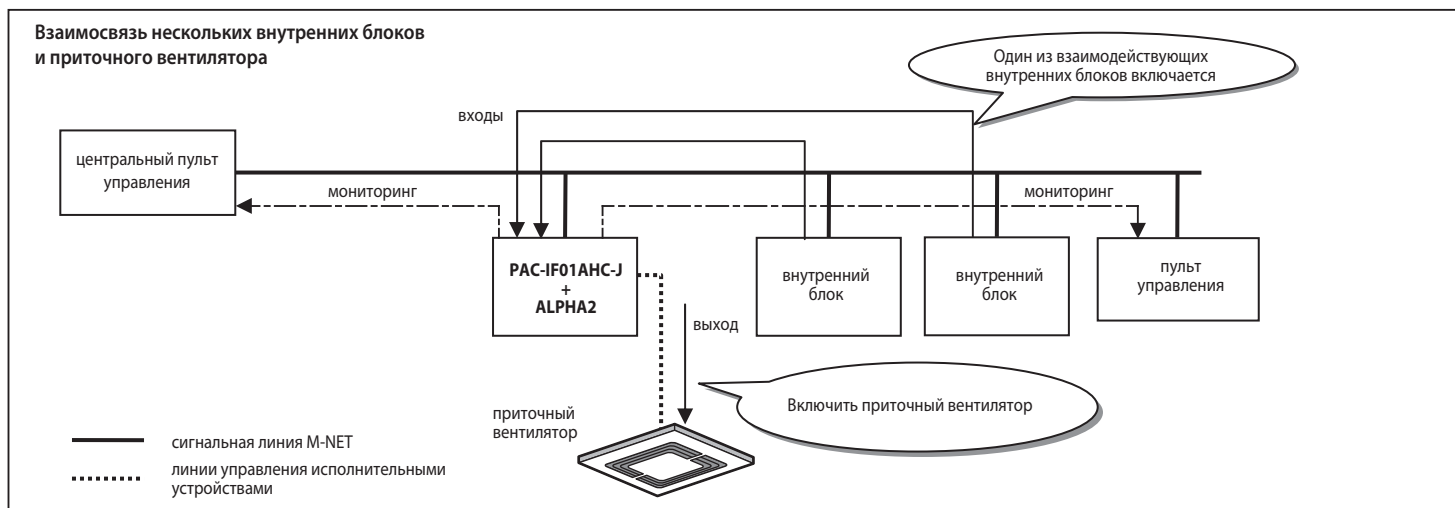 Взаимосвязь нескольких внутренних блоков
и приточного вентилятора
Один из взаимодействующих
внутренних блоков включается
входы
центральный пульт
управления
мониторинг
мониторинг
PAC-IF01AHC-J
+
ALPHA2
внутренний
блок
внутренний
блок
пульт
управления
выход
Включить приточный вентилятор
приточный
вентилятор
сигнальная линия M-NET
линии управления исполнительными
устройствами